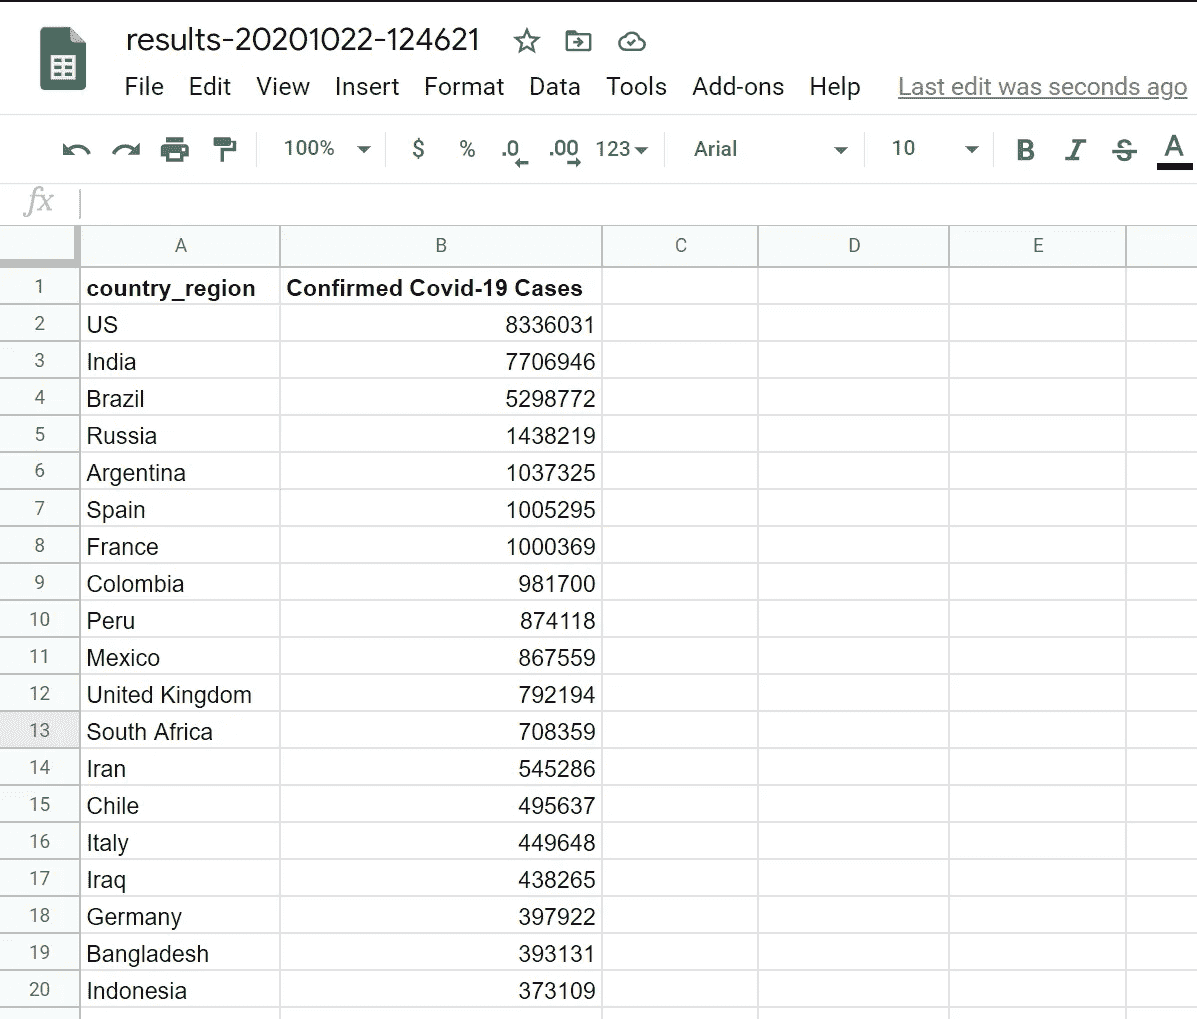 results-20201022-124621
File Edit View Insert Format Data Tools Add-ons Help Last edit was seconds ago
100% $ % .0 .00 123 Arial 10 B I S A
fx
A B C D E
1 country_region Confirmed Covid-19 Cases
2 US 8336031
3 India 7706946
4 Brazil 5298772
5 Russia 1438219
6 Argentina 1037325
7 Spain 1005295
8 France 1000369
9 Colombia 981700
10 Peru 874118
11 Mexico 867559
12 United Kingdom 792194
13 South Africa 708359
14 Iran 545286
15 Chile 495637
16 Italy 449648
17 Iraq 438265
18 Germany 397922
19 Bangladesh 393131
20 Indonesia 373109